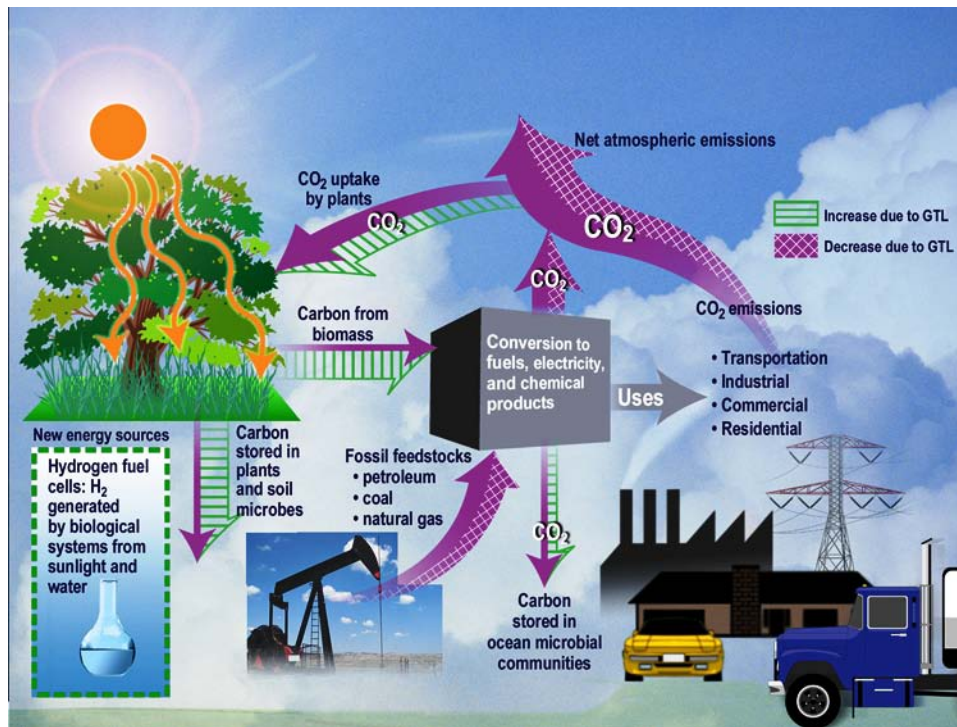 Net atmospheric emissions
CO2 uptake
by plants
CO2
CO2
Increase due to GTL
Decrease due to GTL
CO2
CO2 emissions
Carbon from
biomass
Conversion to
fuels, electricity,
and chemical
products
Uses
• Transportation
• Industrial
• Commercial
• Residential
New energy sources
Hydrogen fuel
cells: H2
generated
by biological
systems from
sunlight and
water
Carbon
stored in
plants
and soil
microbes
Fossil feedstocks
• petroleum
• coal
• natural gas
CO2
Carbon
stored in
ocean microbial
communities